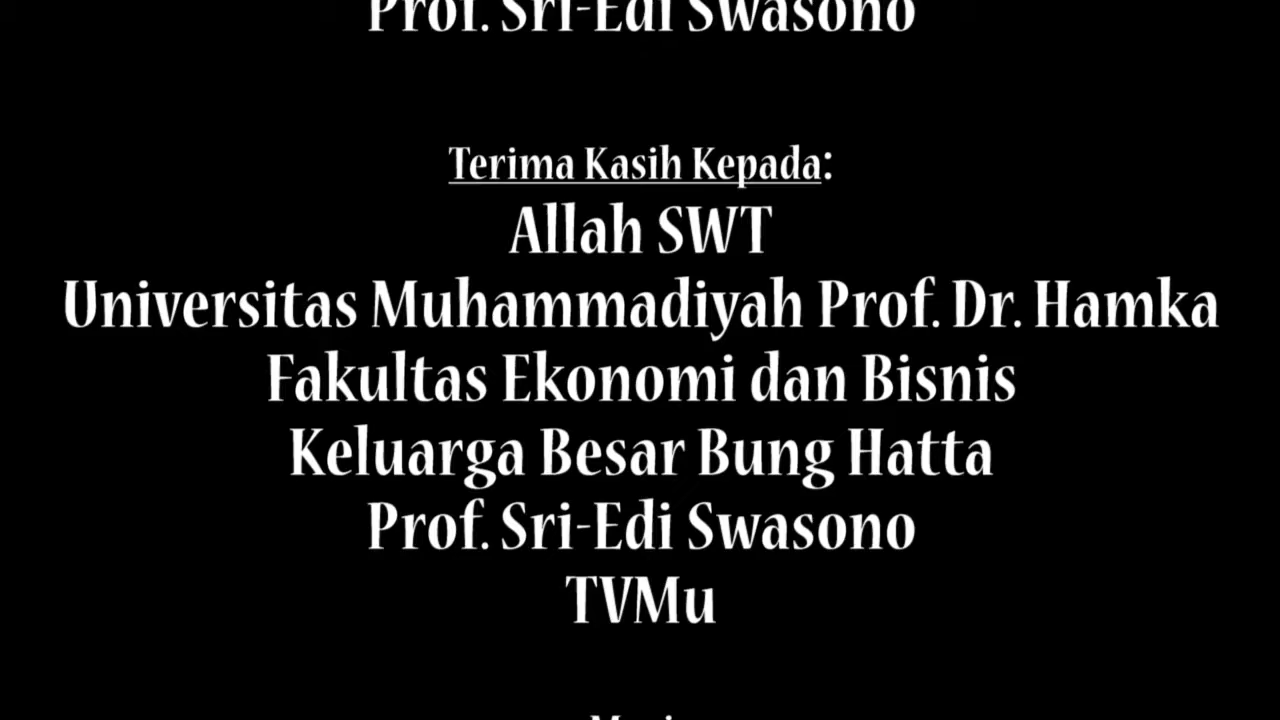 Prof. Sri-Edi Swasono
Terima Kasih Kepada:
Allah SWT
Universitas Muhammadiyah Prof. Dr. Hamka
Fakultas Ekonomi dan Bisnis
Keluarga Besar Bung Hatta
Prof. Sri-Edi Swasono
TVMu